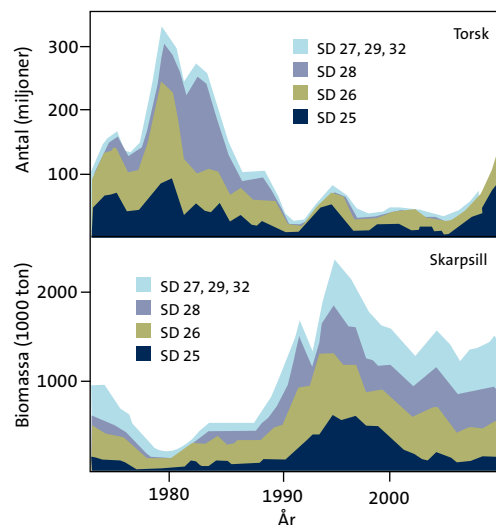 Torsk
Antal (miljoner)
300
200
100
SD 27, 29, 32
SD 28
SD 26
SD 25
Skarpsill
Biomassa (1000 ton)
2000
1000
SD 27, 29, 32
SD 28
SD 26
SD 25
1980
1990
2000
År